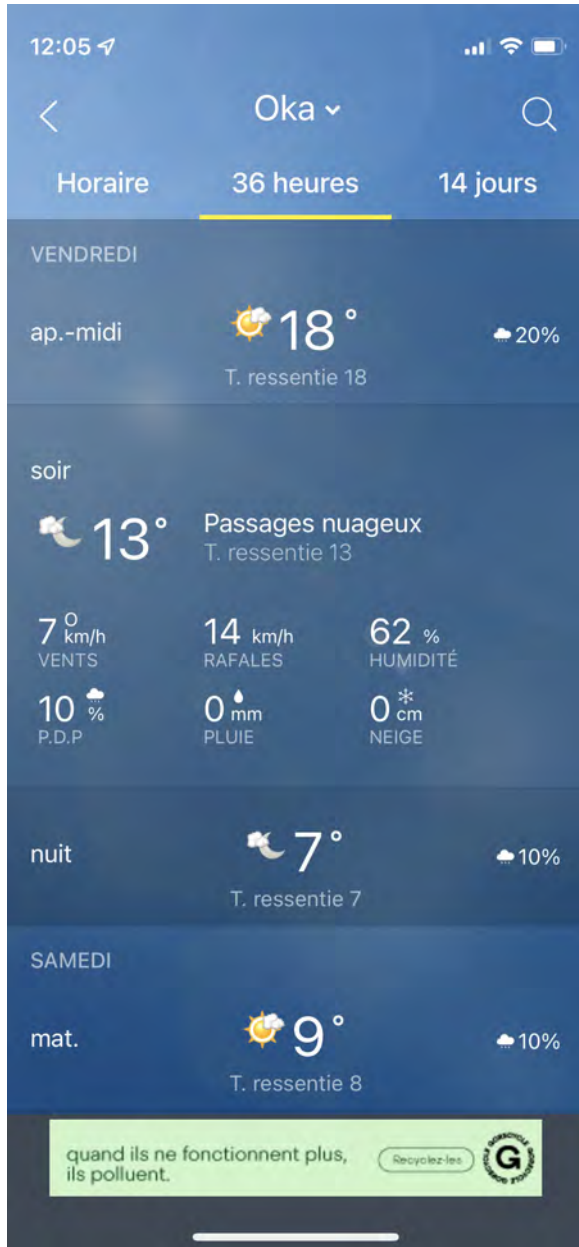 12:05
Oka
Horaire 36 heures 14 jours
VENDREDI
ap.-midi 18° 20%
T. ressentie 18
soir
13° Passages nuageux
T. ressentie 13
7 O km/h 14 km/h 62 %
VENTS RAFALES HUMIDITÉ
10 % 0 mm 0 cm
P.D.P PLUIE NEIGE
nuit 7° 10%
T. ressentie 7
SAMEDI
mat. 9° 10%
T. ressentie 8
quand ils ne fonctionnent plus,
ils polluent.
Recyclez-les
G